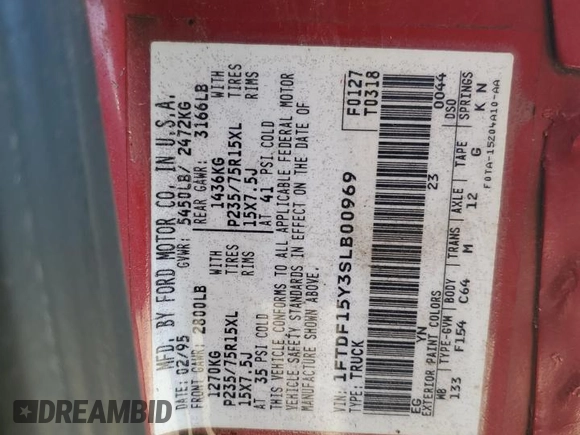 MFD. BY FORD MOTOR CO. IN U.S.A.
DATE: 02/95 GVWR: 5450LB/ 2472KG
FRONT GAWR: 2800LB REAR GAWR: 3166LB
1270KG WITH 1436KG WITH
P235/75R15XL TIRES P235/75R15XL TIRES
15X7.5J RIMS 15X7.5J RIMS
AT 35 PSI COLD AT 41 PSI COLD
THIS VEHICLE CONFORMS TO ALL APPLICABLE FEDERAL MOTOR
VEHICLE SAFETY STANDARDS IN EFFECT ON THE DATE OF
MANUFACTURE SHOWN ABOVE.
VIN: 1FTDF15Y3SLB00969 F0127
TYPE: TRUCK T0318
EG YN 23 0044
EXTERIOR PAINT COLORS DSO
WB TYPE-GVW BODY TRANS AXLE TAPE SPRINGS
133 F154 C64 M 12 G K N
F0TA-15204A10-AA
BIDFAX